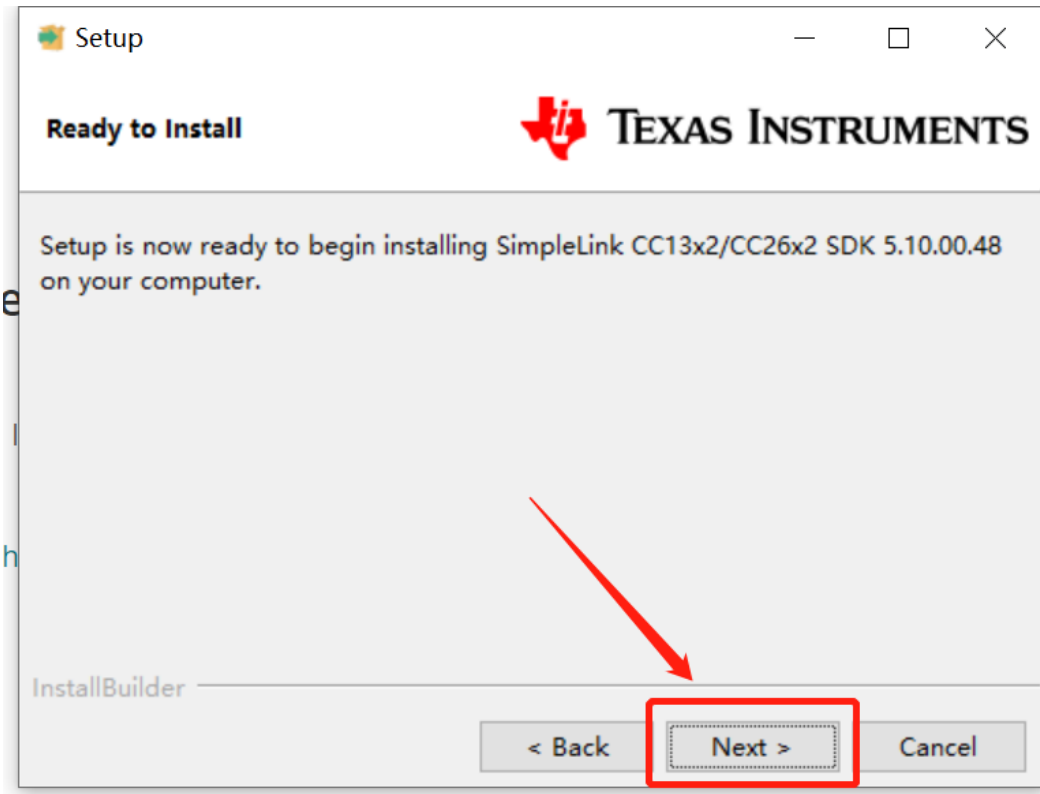 Setup
Ready to Install
TEXAS INSTRUMENTS
Setup is now ready to begin installing SimpleLink CC13x2/CC26x2 SDK 5.10.00.48
on your computer.
e
h
InstallBuilder
< Back
Next >
Cancel